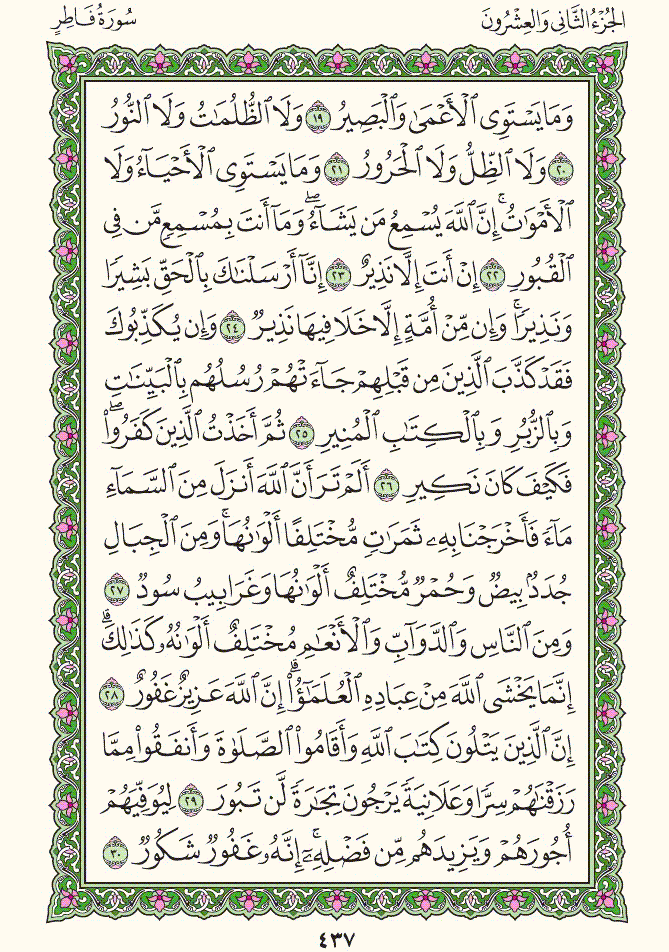 الجُزْءُ الثَّانِي وَالعِشْرُونَ
سُورَةُ فَاطِرٍ
وَمَا يَسْتَوِى ٱلْأَعْمَىٰ وَٱلْبَصِيرُ ١٩ وَلَا ٱلظُّلُمَٰتُ وَلَا ٱلنُّورُ
٢٠ وَلَا ٱلظِّلُّ وَلَا ٱلْحَرُورُ ٢١ وَمَا يَسْتَوِى ٱلْأَحْيَآءُ وَلَا
ٱلْأَمْوَٰتُ ۚ إِنَّ ٱللَّهَ يُسْمِعُ مَن يَشَآءُ ۖ وَمَآ أَنتَ بِمُسْمِعٍ مَّن فِى
ٱلْقُبُورِ ٢٢ إِنْ أَنتَ إِلَّا نَذِيرٌ ٢٣ إِنَّآ أَرْسَلْنَٰكَ بِٱلْحَقِّ بَشِيرًا
وَنَذِيرًا ۚ وَإِن مِّنْ أُمَّةٍ إِلَّا خَلَا فِيهَا نَذِيرٌ ٢٤ وَإِن يُكَذِّبُوكَ
فَقَدْ كَذَّبَ ٱلَّذِينَ مِن قَبْلِهِمْ جَآءَتْهُمْ رُسُلُهُم بِٱلْبَيِّنَٰتِ
وَبِٱلزُّبُرِ وَبِٱلْكِتَٰبِ ٱلْمُنِيرِ ٢٥ ثُمَّ أَخَذْتُ ٱلَّذِينَ كَفَرُوا۟ ۖ
فَكَيْفَ كَانَ نَكِيرِ ٢٦ أَلَمْ تَرَ أَنَّ ٱللَّهَ أَنزَلَ مِنَ ٱلسَّمَآءِ
مَآءً فَأَخْرَجْنَا بِهِۦ ثَمَرَٰتٍ مُّخْتَلِفًا أَلْوَٰنُهَا ۚ وَمِنَ ٱلْجِبَالِ
جُدَدٌۢ بِيضٌ وَحُمْرٌ مُّخْتَلِفٌ أَلْوَٰنُهَا وَغَرَابِيبُ سُودٌ ٢٧
وَمِنَ ٱلنَّاسِ وَٱلدَّوَآبِّ وَٱلْأَنْعَٰمِ مُخْتَلِفٌ أَلْوَٰنُهُۥ كَذَٰلِكَ ۗ
إِنَّمَا يَخْشَى ٱللَّهَ مِنْ عِبَادِهِ ٱلْعُلَمَٰٓؤُا۟ ۗ إِنَّ ٱللَّهَ عَزِيزٌ غَفُورٌ ٢٨
إِنَّ ٱلَّذِينَ يَتْلُونَ كِتَٰبَ ٱللَّهِ وَأَقَامُوا۟ ٱلصَّلَوٰةَ وَأَنفَقُوا۟ مِمَّا
رَزَقْنَٰهُمْ سِرًّا وَعَلَانِيَةً يَرْجُونَ تِجَٰرَةً لَّن تَبُورَ ٢٩ لِيُوَفِّيَهُمْ
أُجُورَهُمْ وَيَزِيدَهُم مِّن فَضْلِهِۦٓ ۚ إِنَّهُۥ غَفُورٌ شَكُورٌ ٣٠
٤٣٧